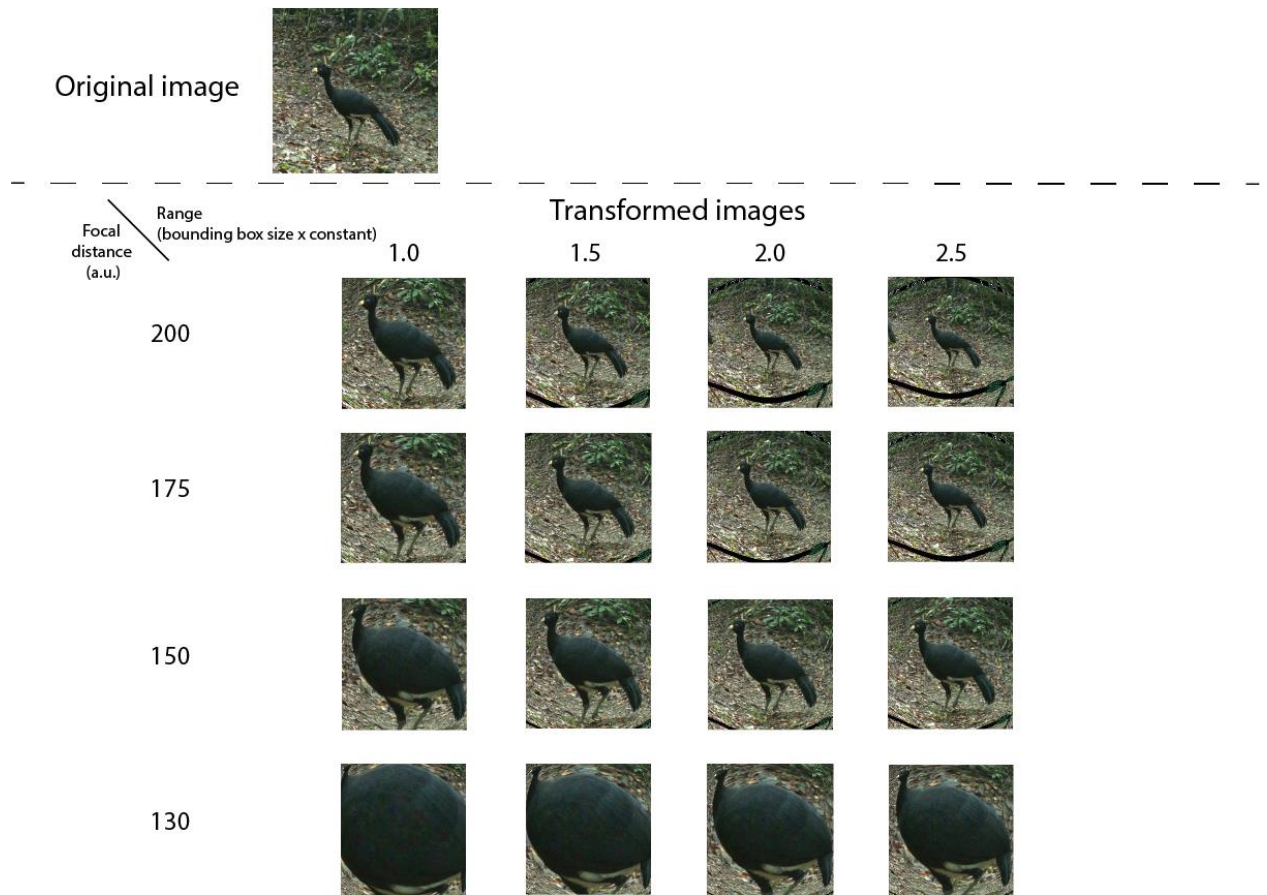 Original image
Range
(bounding box size x constant)
Transformed images
Focal
distance
(a.u.)
1.0 1.5 2.0 2.5
200
175
150
130